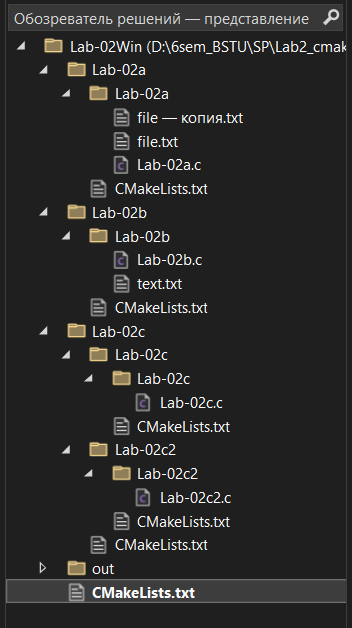 Обозреватель решений — представление
Lab-02Win (D:\6sem_BSTU\SP\Lab2_cmak
Lab-02a
Lab-02a
file — копия.txt
file.txt
Lab-02a.c
CMakeLists.txt
Lab-02b
Lab-02b
Lab-02b.c
text.txt
CMakeLists.txt
Lab-02c
Lab-02c
Lab-02c
Lab-02c.c
CMakeLists.txt
Lab-02c2
Lab-02c2
Lab-02c2.c
CMakeLists.txt
CMakeLists.txt
out
CMakeLists.txt